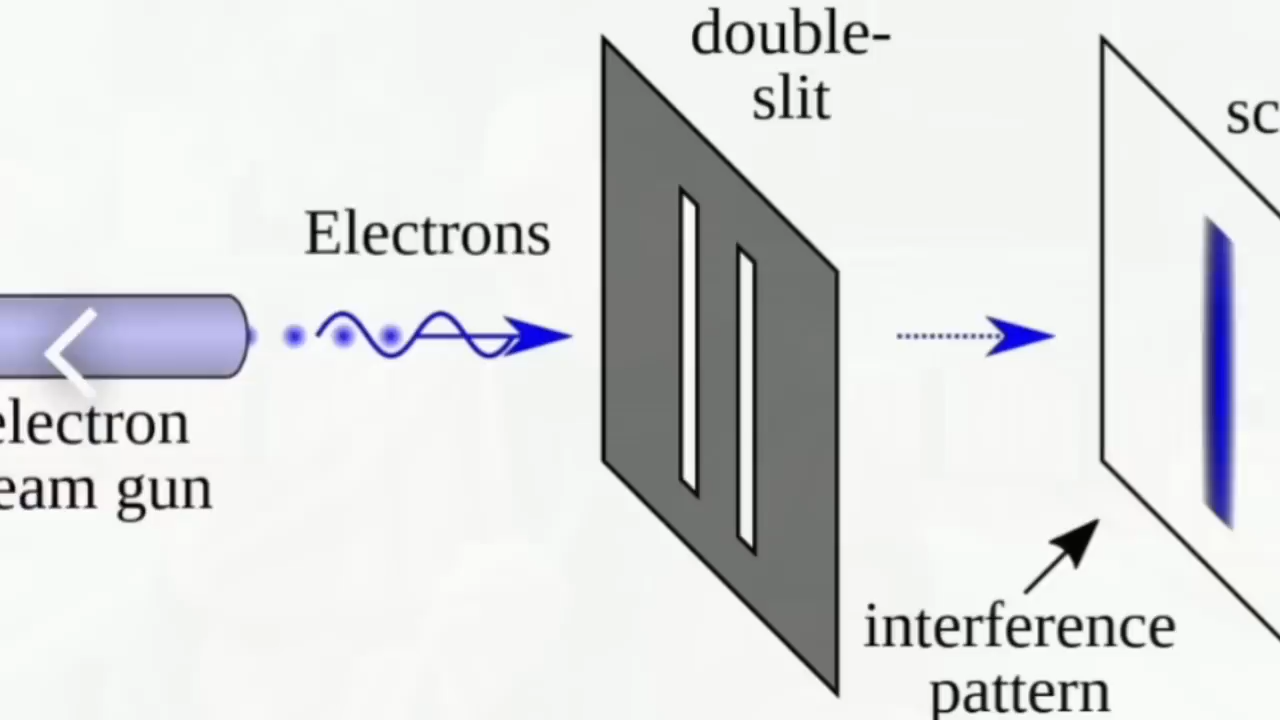 double-
slit
sc
Electrons
electron
eam gun
interference
pattern